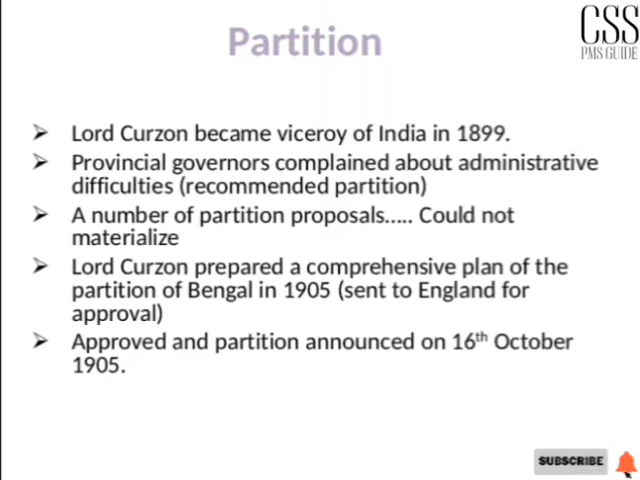 Partition
CSS
PMS GUIDE
➤ Lord Curzon became viceroy of India in 1899.
➤ Provincial governors complained about administrative
difficulties (recommended partition)
➤ A number of partition proposals..... Could not
materialize
➤ Lord Curzon prepared a comprehensive plan of the
partition of Bengal in 1905 (sent to England for
approval)
➤ Approved and partition announced on 16th October
1905.
SUBSCRIBE